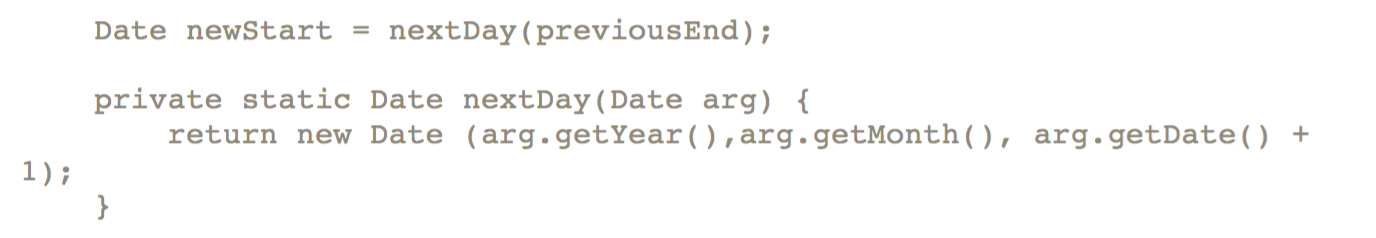 Date newStart = nextDay(previousEnd);
private static Date nextDay(Date arg) {
return new Date (arg.getYear(),arg.getMonth(), arg.getDate() +
1);
}